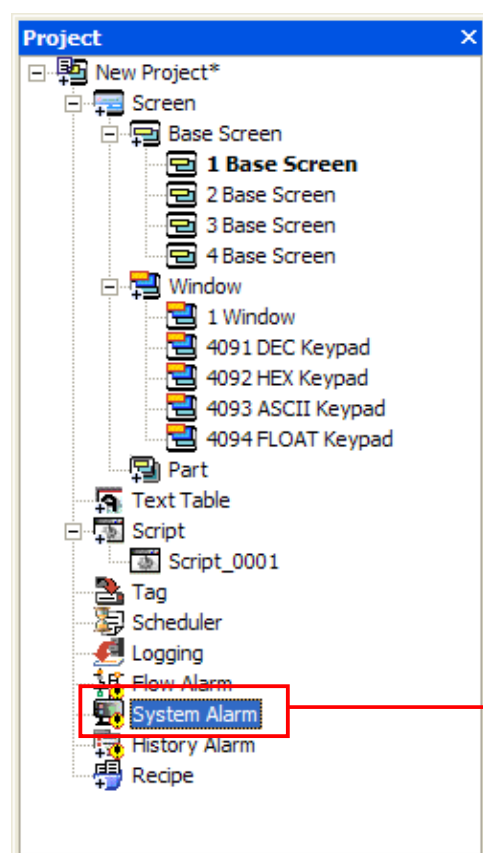 Project
New Project*
Screen
Base Screen
1 Base Screen
2 Base Screen
3 Base Screen
4 Base Screen
Window
1 Window
4091 DEC Keypad
4092 HEX Keypad
4093 ASCII Keypad
4094 FLOAT Keypad
Part
Text Table
Script
Script_0001
Tag
Scheduler
Logging
Flow Alarm
System Alarm
History Alarm
Recipe